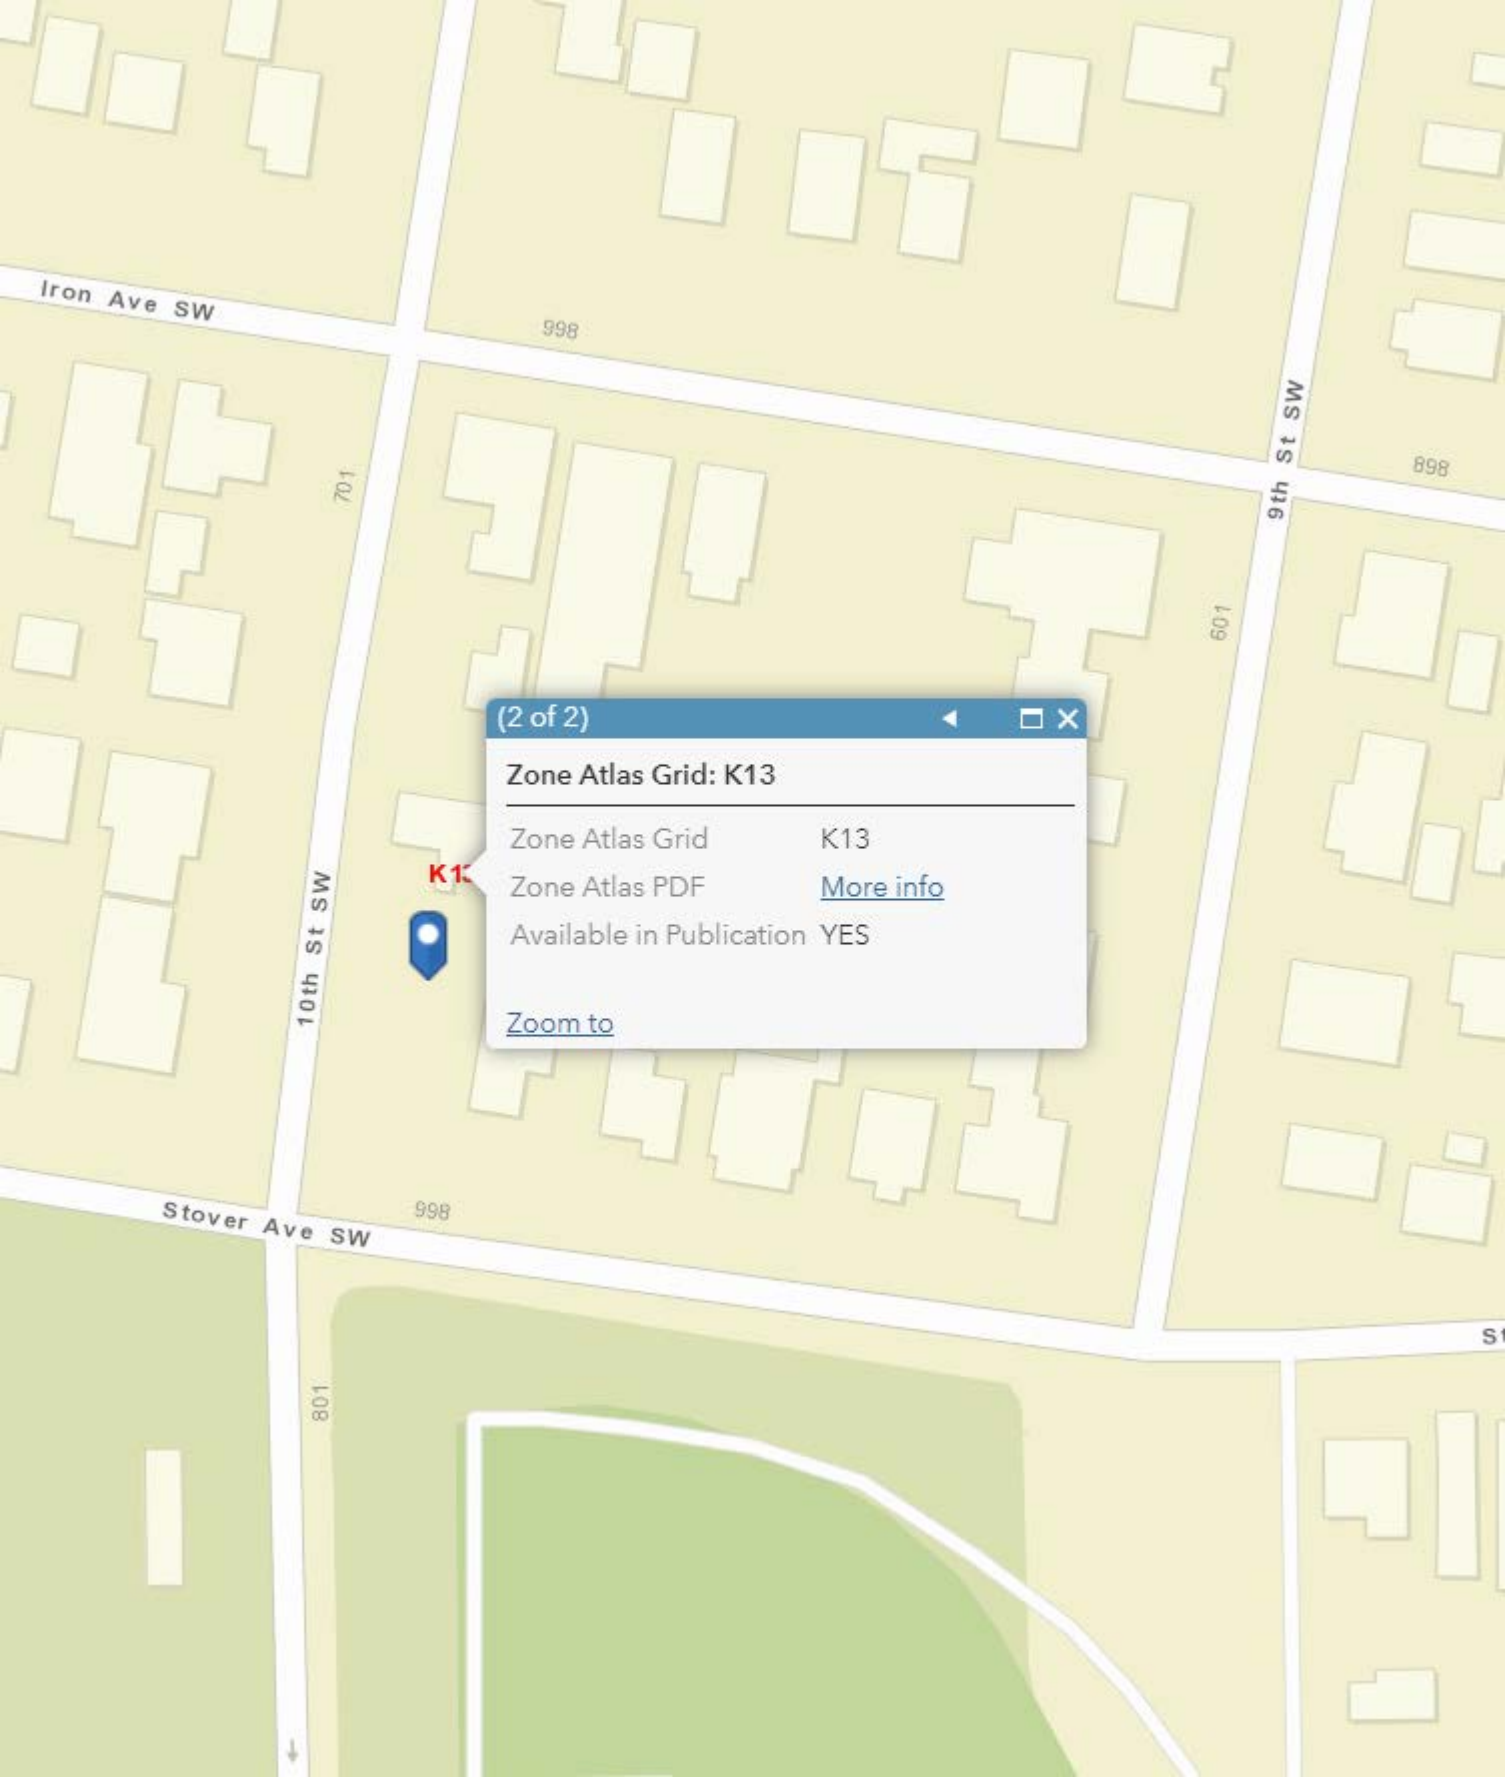 Iron Ave SW
998
9th St SW
898
701
601
(2 of 2)
Zone Atlas Grid: K13
Zone Atlas Grid K13
Zone Atlas PDF More info
Available in Publication YES
Zoom to
10th St SW
998
Stover Ave SW
801